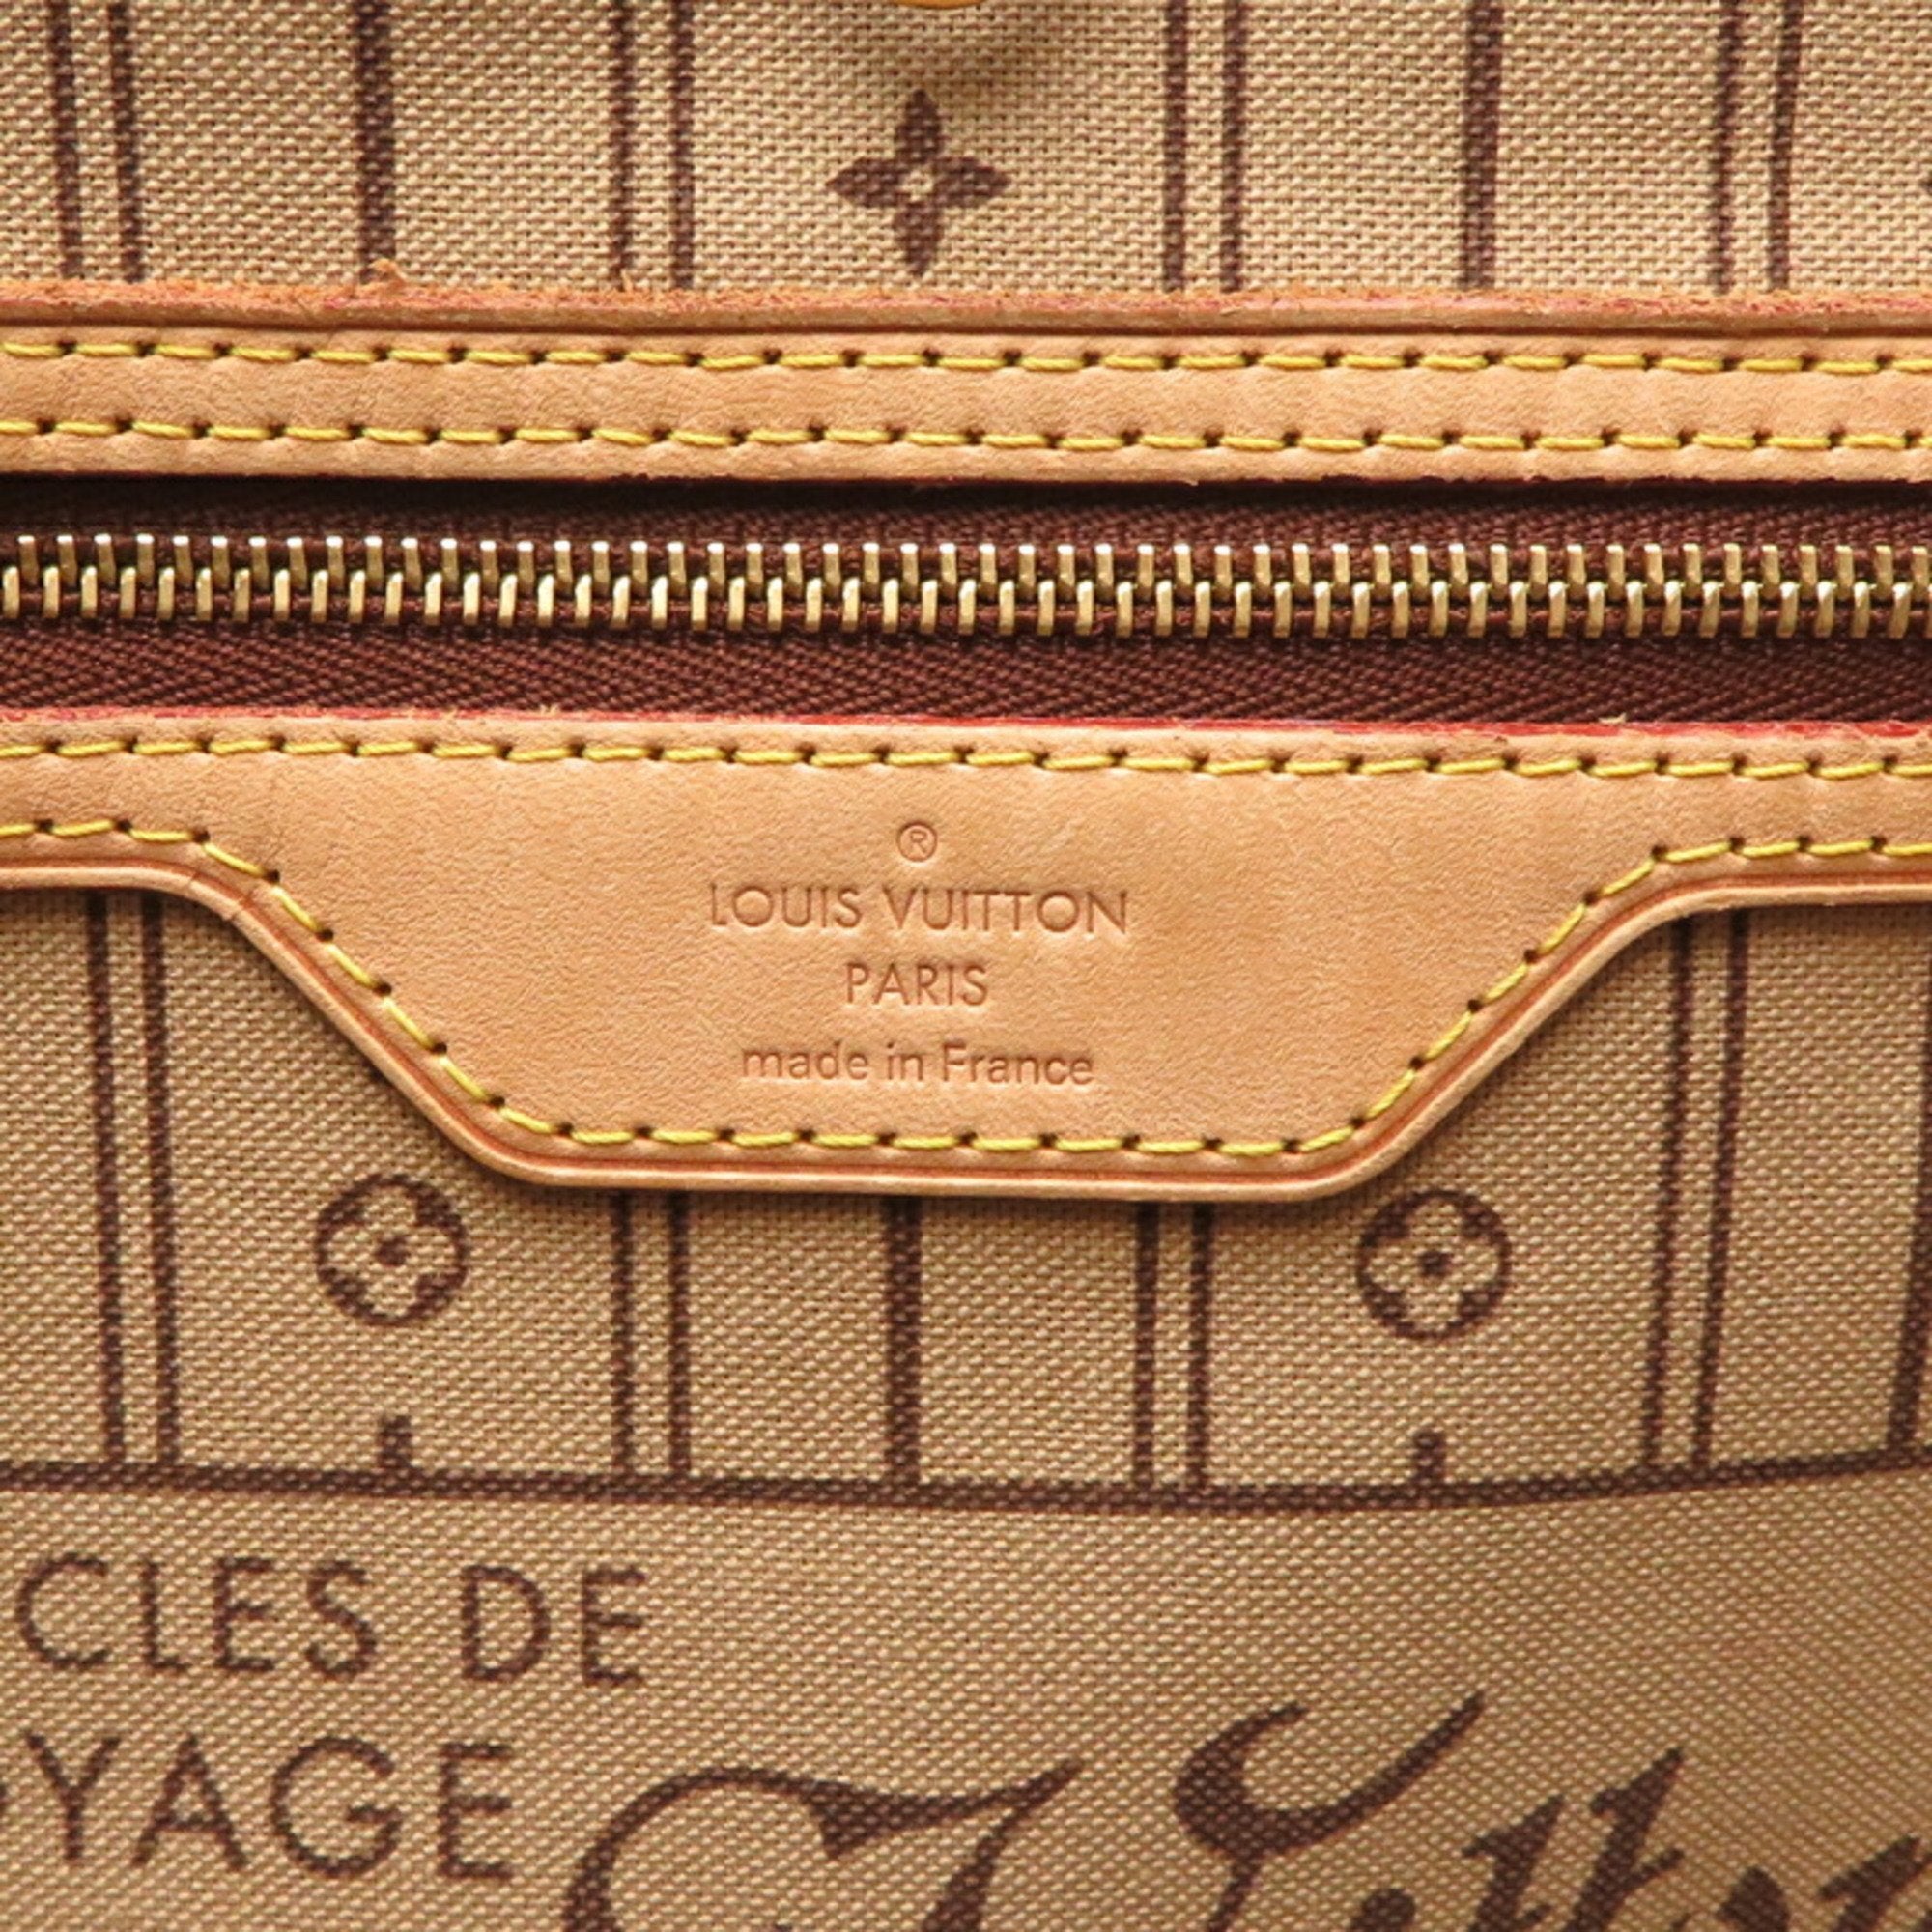 ®
LOUIS VUITTON
PARIS
made in France
CLES DE
YAGE